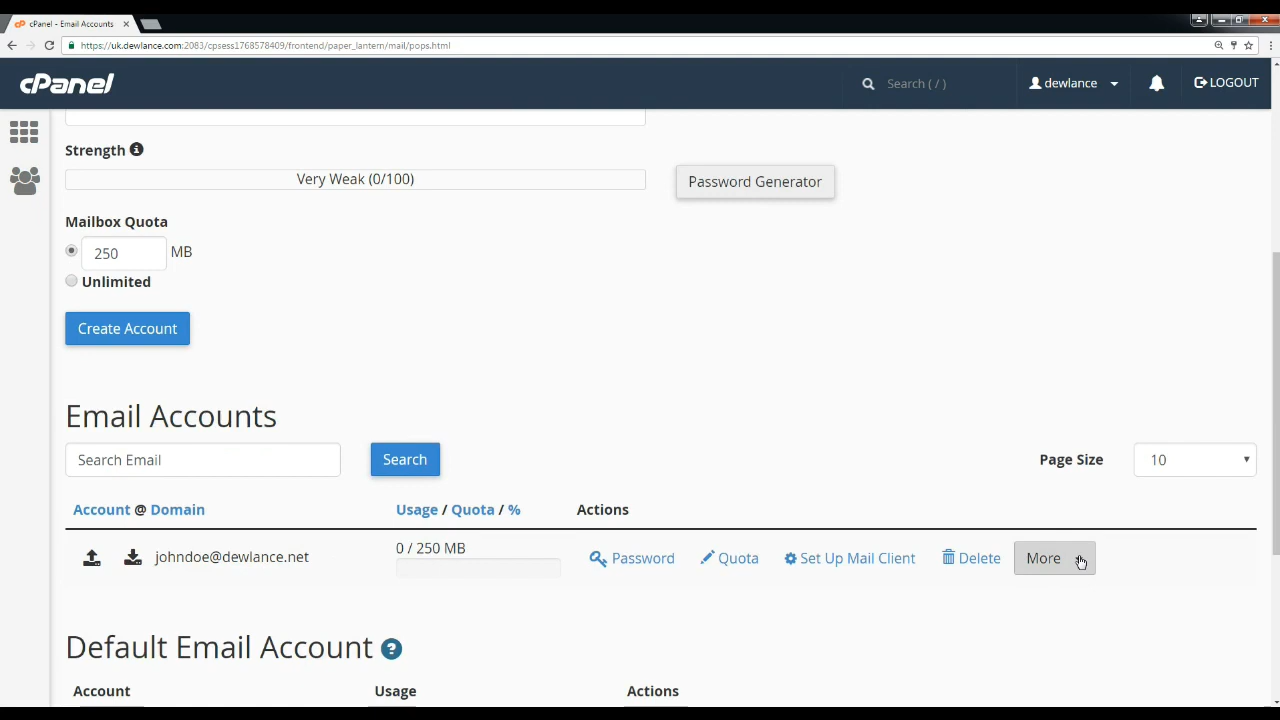 cPanel - Email Accounts
https://uk.dewlance.com:2083/cpsess1768578409/frontend/paper_lantern/mail/pops.html
cPanel
Search ( / )
dewlance
LOGOUT
Strength
Very Weak (0/100)
Password Generator
Mailbox Quota
250 MB
Unlimited
Create Account
Email Accounts
Search Email
Search
Page Size
10
Account @ Domain
Usage / Quota / %
Actions
johndoe@dewlance.net
0 / 250 MB
Password
Quota
Set Up Mail Client
Delete
More
Default Email Account
Account
Usage
Actions